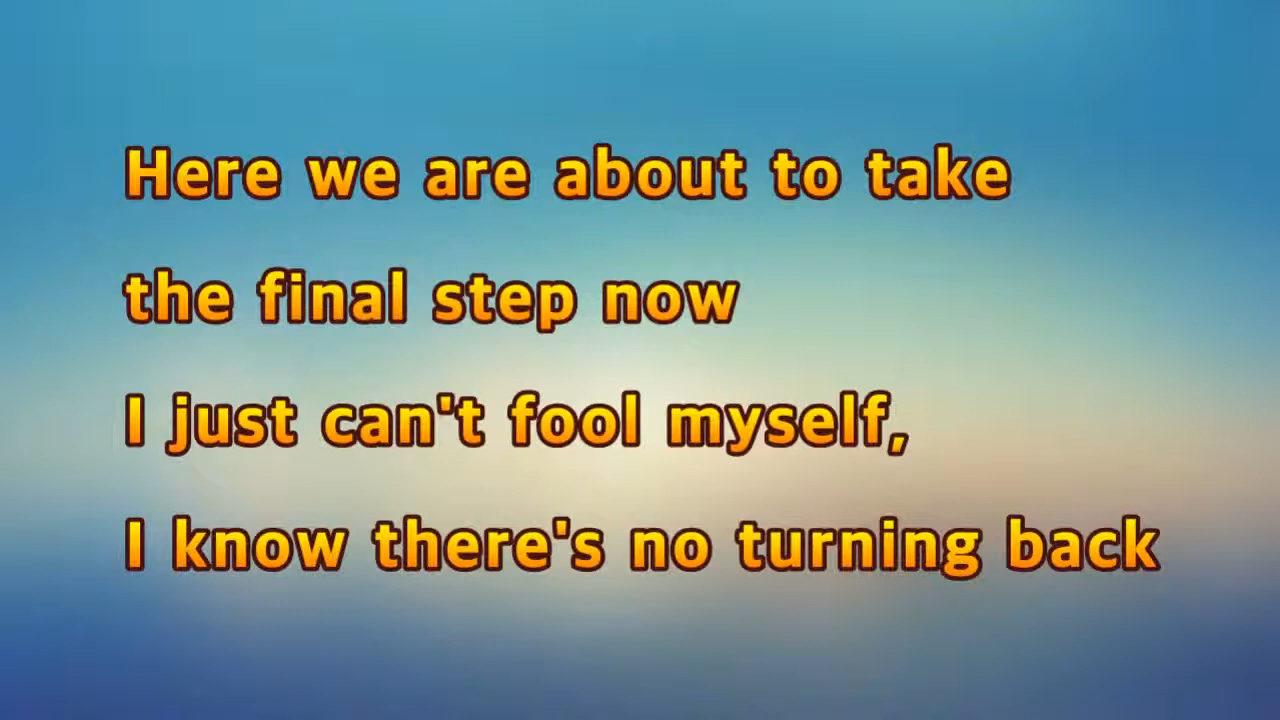 Here we are about to take
the final step now
I just can't fool myself,
I know there's no turning back